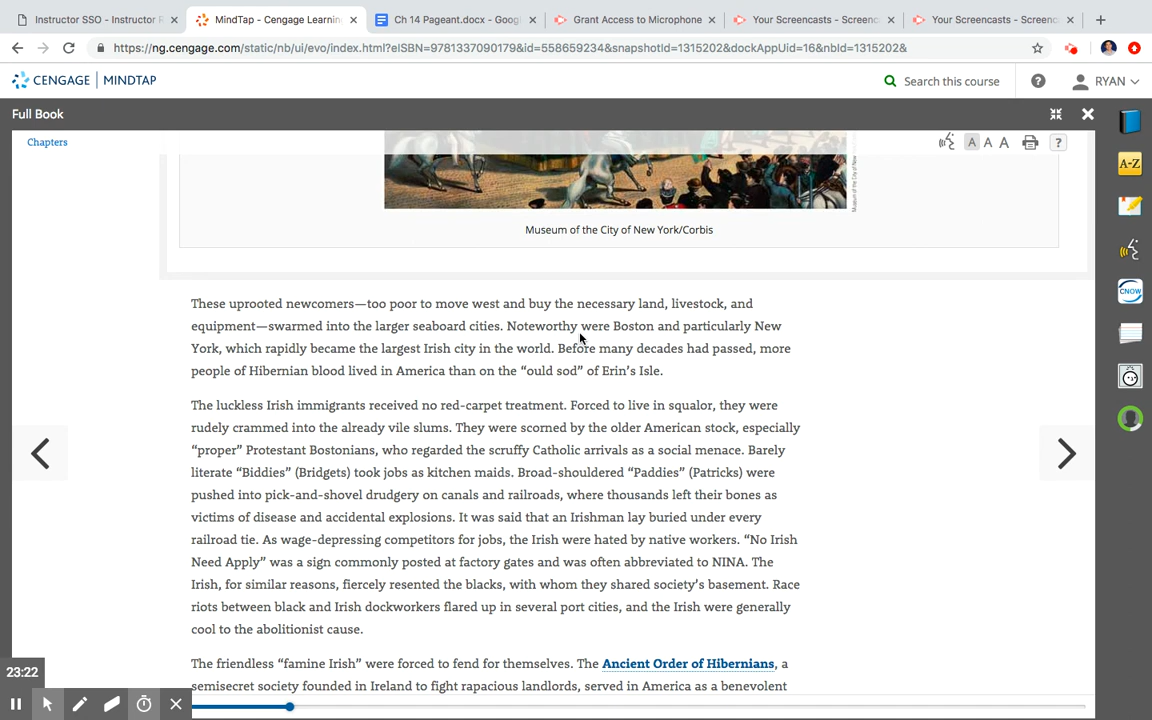 Instructor SSO - Instructor R
MindTap - Cengage Learnin
Ch 14 Pageant.docx - Goog
Grant Access to Microphone
Your Screencasts - Screenc
Your Screencasts - Screenc
https://ng.cengage.com/static/nb/ui/evo/index.html?eISBN=9781337090179&id=558659234&snapshotId=1315202&dockAppUid=16&nbId=1315202&
CENGAGE | MINDTAP
Search this course
?
RYAN
Full Book
Chapters
A A A
?
A-Z
Museum of the City of New York/Corbis
CNOW
These uprooted newcomers—too poor to move west and buy the necessary land, livestock, and
equipment—swarmed into the larger seaboard cities. Noteworthy were Boston and particularly New
York, which rapidly became the largest Irish city in the world. Before many decades had passed, more
people of Hibernian blood lived in America than on the “ould sod” of Erin’s Isle.
The luckless Irish immigrants received no red-carpet treatment. Forced to live in squalor, they were
rudely crammed into the already vile slums. They were scorned by the older American stock, especially
“proper” Protestant Bostonians, who regarded the scruffy Catholic arrivals as a social menace. Barely
literate “Biddies” (Bridgets) took jobs as kitchen maids. Broad-shouldered “Paddies” (Patricks) were
pushed into pick-and-shovel drudgery on canals and railroads, where thousands left their bones as
victims of disease and accidental explosions. It was said that an Irishman lay buried under every
railroad tie. As wage-depressing competitors for jobs, the Irish were hated by native workers. “No Irish
Need Apply” was a sign commonly posted at factory gates and was often abbreviated to NINA. The
Irish, for similar reasons, fiercely resented the blacks, with whom they shared society’s basement. Race
riots between black and Irish dockworkers flared up in several port cities, and the Irish were generally
cool to the abolitionist cause.
The friendless “famine Irish” were forced to fend for themselves. The Ancient Order of Hibernians, a
semisecret society founded in Ireland to fight rapacious landlords, served in America as a benevolent
23:22